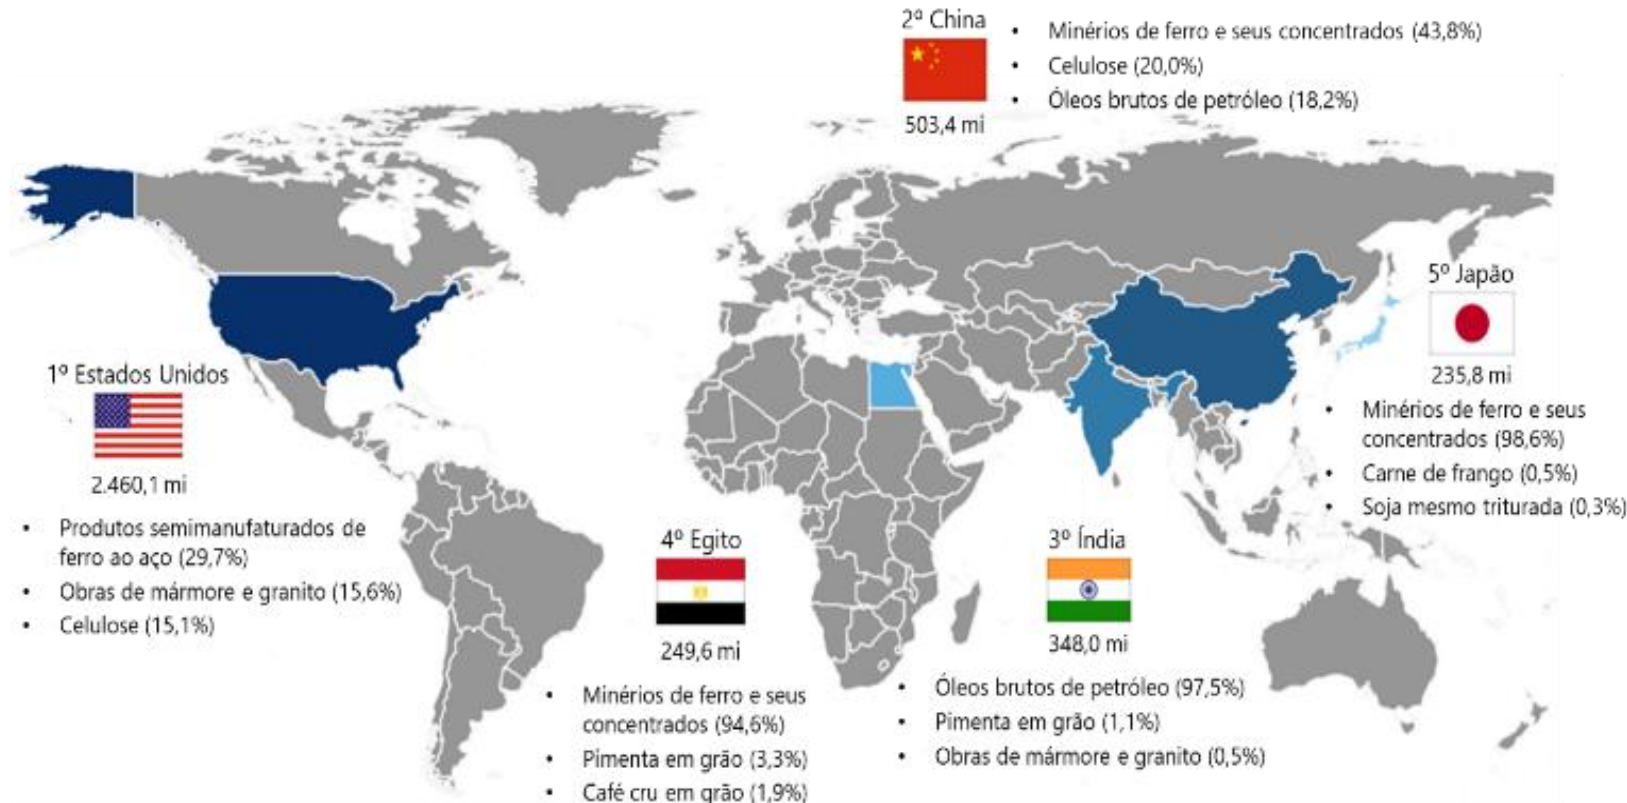 2º China
503,4 mi
• Minérios de ferro e seus concentrados (43,8%)
• Celulose (20,0%)
• Óleos brutos de petróleo (18,2%)
5º Japão
235,8 mi
• Minérios de ferro e seus
concentrados (98,6%)
• Carne de frango (0,5%)
• Soja mesmo triturada (0,3%)
1º Estados Unidos
2.460,1 mi
• Produtos semimanufaturados de
ferro ao aço (29,7%)
• Obras de mármore e granito (15,6%)
• Celulose (15,1%)
4º Egito
249,6 mi
• Minérios de ferro e seus
concentrados (94,6%)
• Pimenta em grão (3,3%)
• Café cru em grão (1,9%)
3º Índia
348,0 mi
• Óleos brutos de petróleo (97,5%)
• Pimenta em grão (1,1%)
• Obras de mármore e granito (0,5%)